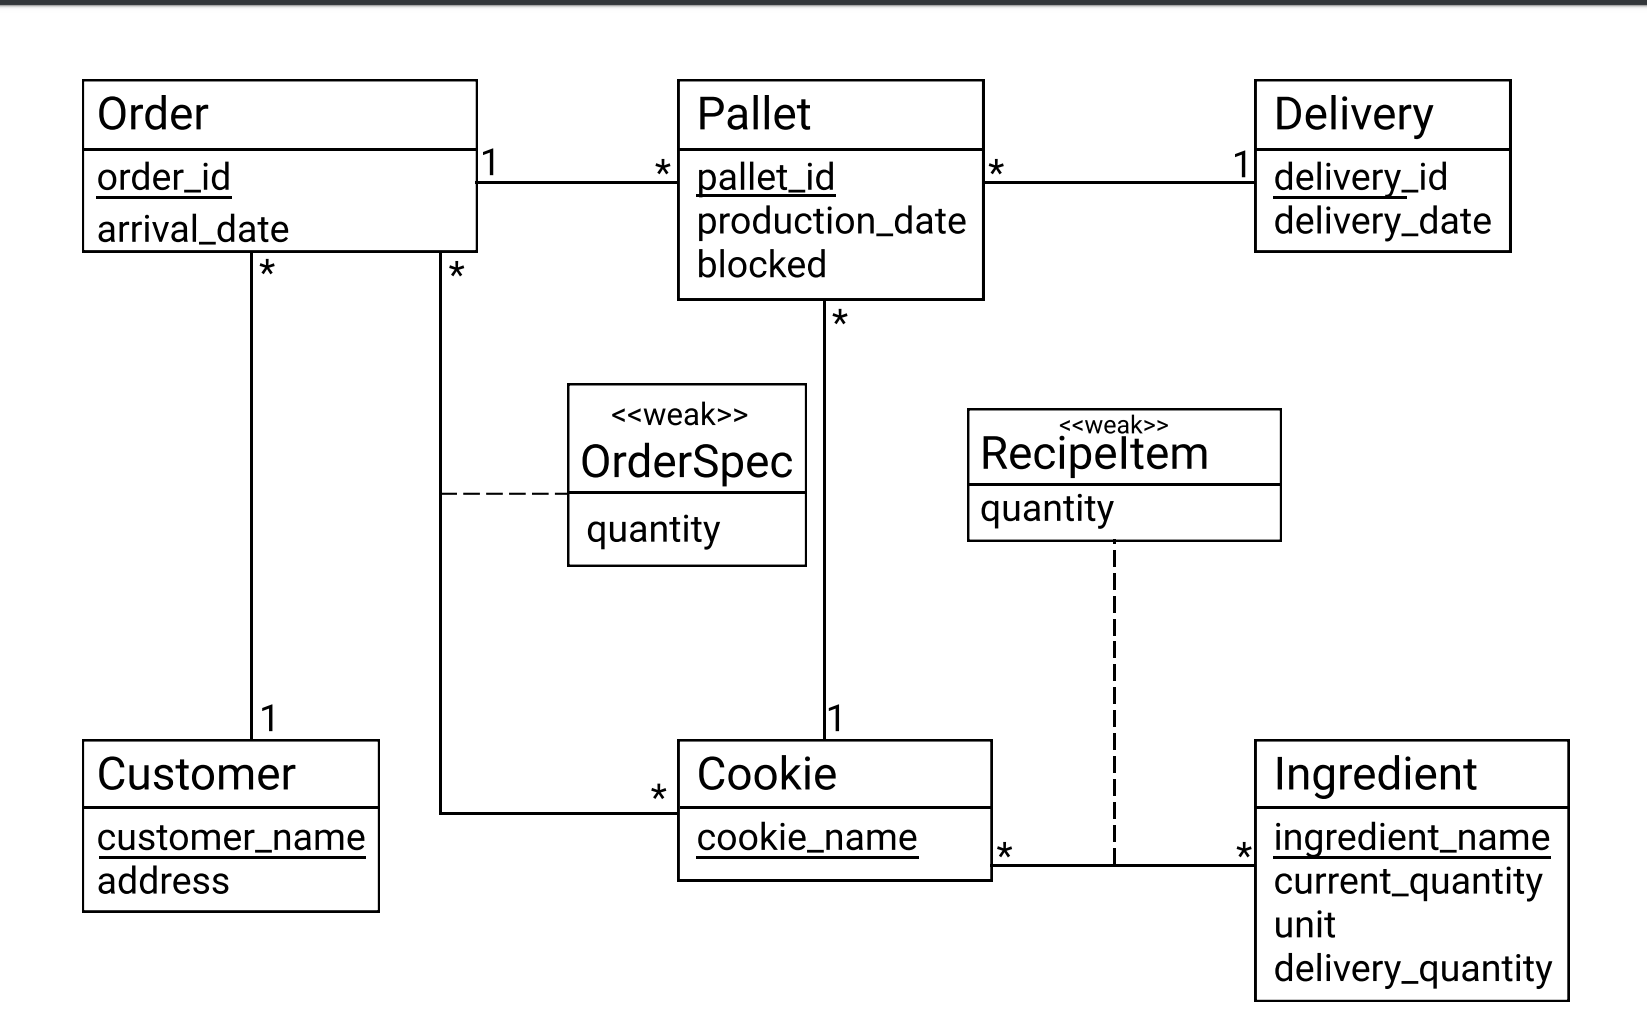 Order
order_id
arrival_date
1
*
Pallet
pallet_id
production_date
blocked
*
1
Delivery
delivery_id
delivery_date
*
*
*
<<weak>>
OrderSpec
quantity
<<weak>>
RecipeItem
quantity
1
1
Customer
customer_name
address
*
Cookie
cookie_name
*
*
Ingredient
ingredient_name
current_quantity
unit
delivery_quantity